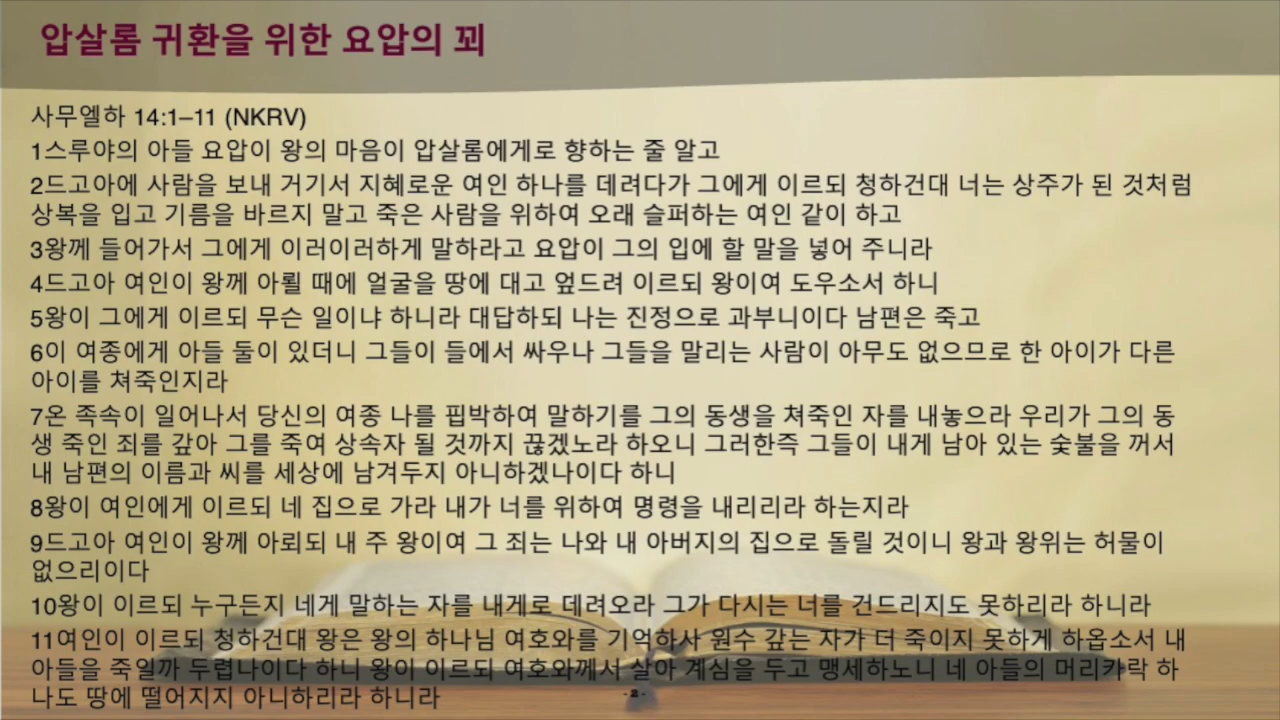 압살롬 귀환을 위한 요압의 꾀
사무엘하 14:1–11 (NKRV)
1스루야의 아들 요압이 왕의 마음이 압살롬에게로 향하는 줄 알고
2드고아에 사람을 보내 거기서 지혜로운 여인 하나를 데려다가 그에게 이르되 청하건대 너는 상주가 된 것처럼
상복을 입고 기름을 바르지 말고 죽은 사람을 위하여 오래 슬퍼하는 여인 같이 하고
3왕께 들어가서 그에게 이러이러하게 말하라고 요압이 그의 입에 할 말을 넣어 주니라
4드고아 여인이 왕께 아뢸 때에 얼굴을 땅에 대고 엎드려 이르되 왕이여 도우소서 하니
5왕이 그에게 이르되 무슨 일이냐 하니라 대답하되 나는 진정으로 과부니이다 남편은 죽고
6이 여종에게 아들 둘이 있더니 그들이 들에서 싸우나 그들을 말리는 사람이 아무도 없으므로 한 아이가 다른
아이를 쳐죽인지라
7온 족속이 일어나서 당신의 여종 나를 핍박하여 말하기를 그의 동생을 쳐죽인 자를 내놓으라 우리가 그의 동
생 죽인 죄를 갚아 그를 죽여 상속자 될 것까지 끊겠노라 하오니 그러한즉 그들이 내게 남아 있는 숯불을 꺼서
내 남편의 이름과 씨를 세상에 남겨두지 아니하겠나이다 하니
8왕이 여인에게 이르되 네 집으로 가라 내가 너를 위하여 명령을 내리리라 하는지라
9드고아 여인이 왕께 아뢰되 내 주 왕이여 그 죄는 나와 내 아버지의 집으로 돌릴 것이니 왕과 왕위는 허물이
없으리이다
10왕이 이르되 누구든지 네게 말하는 자를 내게로 데려오라 그가 다시는 너를 건드리지도 못하리라 하니라
11여인이 이르되 청하건대 왕은 왕의 하나님 여호와를 기억하사 원수 갚는 자가 더 죽이지 못하게 하옵소서 내
아들을 죽일까 두렵나이다 하니 왕이 이르되 여호와께서 살아 계심을 두고 맹세하노니 네 아들의 머리카락 하
나도 땅에 떨어지지 아니하리라 하니라
- 2 -